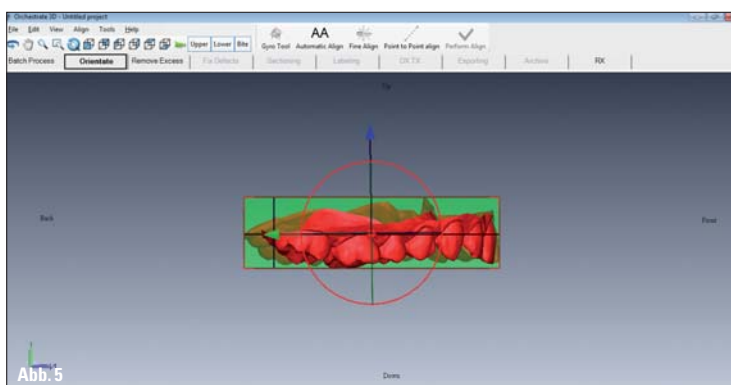 Orchestrate 3D - Untitled project
File Edit View Align Tools Help
Upper Lower Bite
Gyro Tool
AA
Automatic Align
Fine Align
Point to Point align
Perform Align
Batch Process Orientate Remove Excess Fix Defects Sectioning Labeling DX TX Exporting Archive RX
Up
Back
Front
Down
Abb. 5